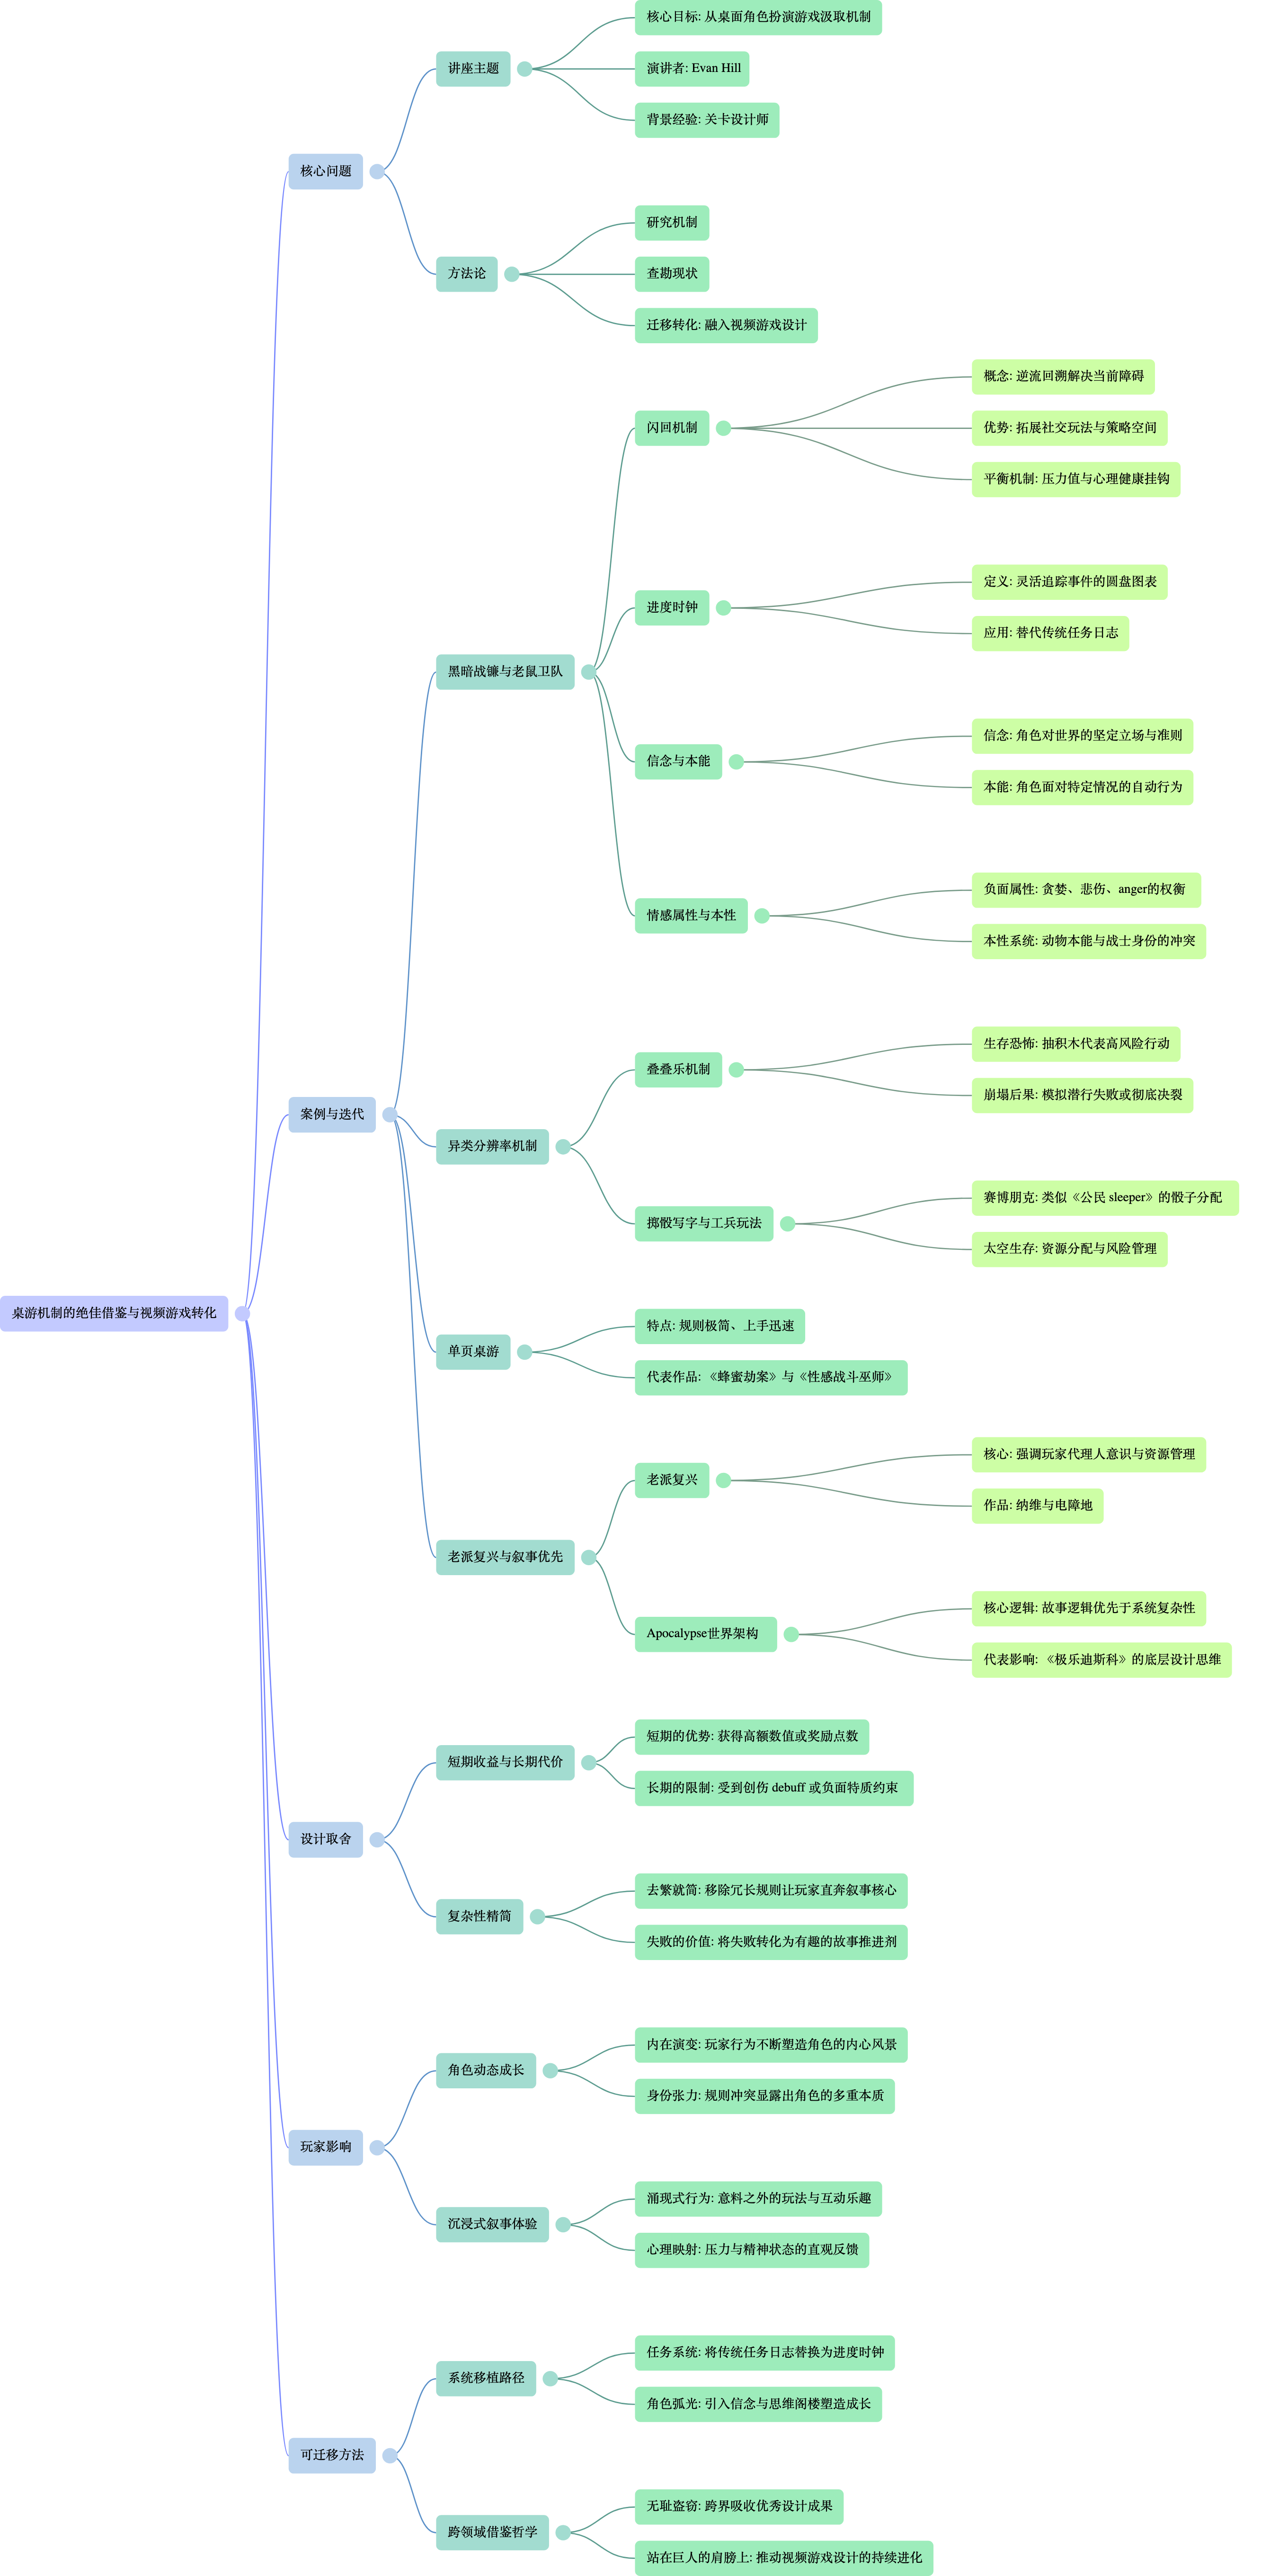 核心目标: 从桌面角色扮演游戏汲取机制
讲座主题
演讲者: Evan Hill
背景经验: 关卡设计师
核心问题
研究机制
方法论
查勘现状
迁移转化: 融入视频游戏设计
概念: 逆流回溯解决当前障碍
闪回机制
优势: 拓展社交玩法与策略空间
平衡机制: 压力值与心理健康挂钩
定义: 灵活追踪事件的圆盘图表
进度时钟
应用: 替代传统任务日志
黑暗战镰与老鼠卫队
信念: 角色对世界的坚定立场与准则
信念与本能
本能: 角色面对特定情况的自动行为
负面属性: 贪婪、悲伤、anger的权衡
情感属性与本性
本性系统: 动物本能与战士身份的冲突
生存恐怖: 抽积木代表高风险行动
叠叠乐机制
崩塌后果: 模拟潜行失败或彻底决裂
案例与迭代
异类分辨率机制
赛博朋克: 类似《公民 sleeper》的骰子分配
掷骰写字与工兵玩法
太空生存: 资源分配与风险管理
桌游机制的绝佳借鉴与视频游戏转化
特点: 规则极简、上手迅速
单页桌游
代表作品: 《蜂蜜劫案》与《性感战斗巫师》
核心: 强调玩家代理人意识与资源管理
老派复兴
作品: 纳维与电障地
老派复兴与叙事优先
核心逻辑: 故事逻辑优先于系统复杂性
Apocalypse世界架构
代表影响: 《极乐迪斯科》的底层设计思维
短期的优势: 获得高额数值或奖励点数
短期收益与长期代价
长期的限制: 受到创伤 debuff 或负面特质约束
设计取舍
去繁就简: 移除冗长规则让玩家直奔叙事核心
复杂性精简
失败的价值: 将失败转化为有趣的故事推进剂
内在演变: 玩家行为不断塑造角色的内心风景
角色动态成长
身份张力: 规则冲突显露出角色的多重本质
玩家影响
涌现式行为: 意料之外的玩法与互动乐趣
沉浸式叙事体验
心理映射: 压力与精神状态的直观反馈
任务系统: 将传统任务日志替换为进度时钟
系统移植路径
角色弧光: 引入信念与思维阁楼塑造成长
可迁移方法
无耻盗窃: 跨界吸收优秀设计成果
跨领域借鉴哲学
站在巨人的肩膀上: 推动视频游戏设计的持续进化